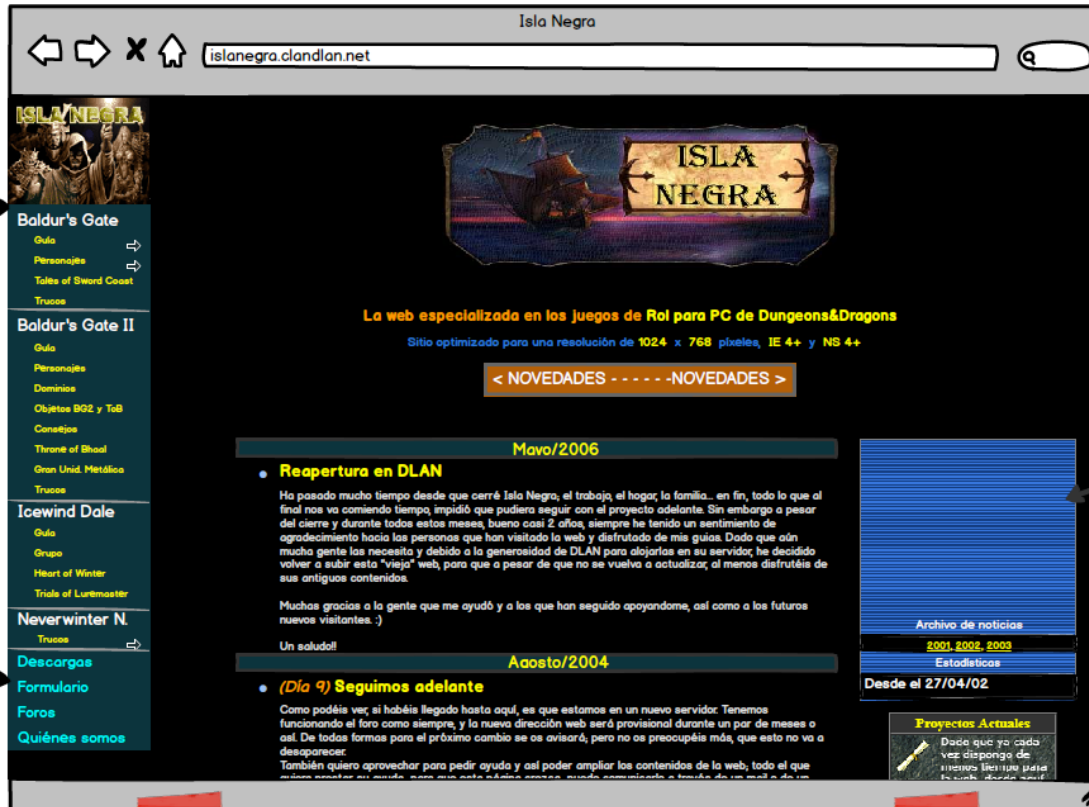 Isla Negra
islanegra.clandlan.net
ISLA NEGRA
Baldur's Gate
Guía
Personajes
Tales of Sword Coast
Trucos
Baldur's Gate II
Guía
Personajes
Dominios
Objetos BG2 y ToB
Consejos
Throne of Bhaal
Gran Unid. Metálica
Trucos
Icewind Dale
Guía
Grupo
Heart of Winter
Trials of Luremaster
Neverwinter N.
Trucos
Descargas
Formulario
Foros
Quiénes somos
ISLA
NEGRA
La web especializada en los juegos de Rol para PC de Dungeons&Dragons
Sitio optimizado para una resolución de 1024 x 768 píxeles, IE 4+ y NS 4+
< NOVEDADES - - - - - -NOVEDADES >
Mayo/2006
Reapertura en DLAN
Ha pasado mucho tiempo desde que cerré Isla Negra; el trabajo, el hogar, la familia... en fin, todo lo que al
final nos va comiendo tiempo, impidió que pudiera seguir con el proyecto adelante. Sin embargo a pesar
del cierre y durante todos estos meses, bueno casi 2 años, siempre he tenido un sentimiento de
agradecimiento hacia las personas que han visitado la web y disfrutado de mis guias. Dado que aún
mucha gente las necesita y debido a la generosidad de DLAN para alojarlas en su servidor, he decidido
volver a subir esta "vieja" web, para que a pesar de que no se vuelva a actualizar, al menos disfrutéis de
sus antiguos contenidos.
Muchas gracias a la gente que me ayudó y a los que han seguido apoyandome, así como a los futuros
nuevos visitantes. :)
Un saludo!!
Agosto/2004
(Día 9) Seguimos adelante
Como podéis ver, si habéis llegado hasta aquí, es que estamos en un nuevo servidor. Tenemos
funcionando el foro como siempre, y la nueva dirección web será provisional durante un par de meses o
así. De todas formas para el próximo cambio se os avisará; pero no os preocupéis más, que esto no va a
desaparecer.
También quiero aprovechar para pedir ayuda y así poder ampliar los contenidos de la web; todo el que
Archivo de noticias
2001, 2002, 2003
Estadísticas
Desde el 27/04/02
Proyectos Actuales
Dado que ya cada
vez dispongo de
menos tiempo para
la web, desde aquí